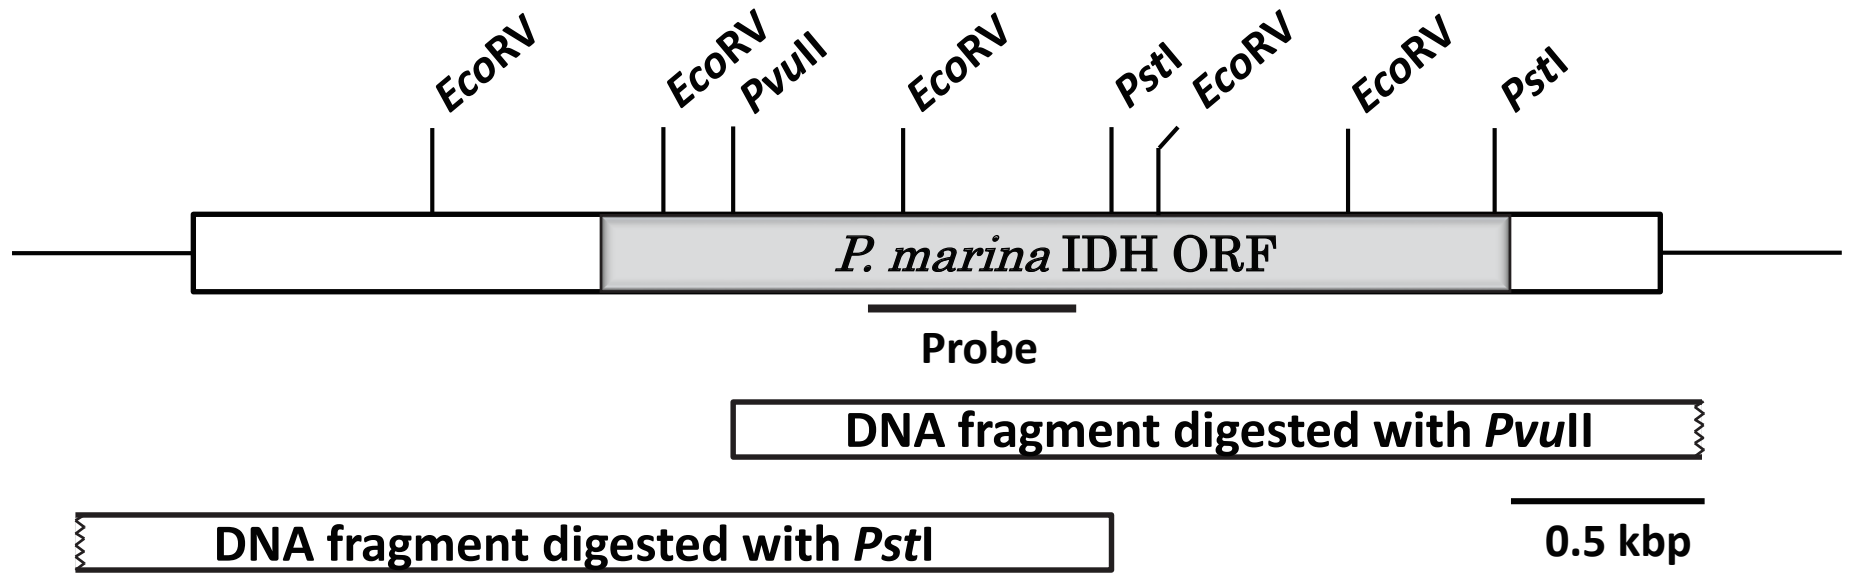 EcoRV
EcoRV
PvuII
EcoRV
PstI
EcoRV
EcoRV
PstI
P. marina IDH ORF
Probe
DNA fragment digested with PvuII
DNA fragment digested with PstI
0.5 kbp